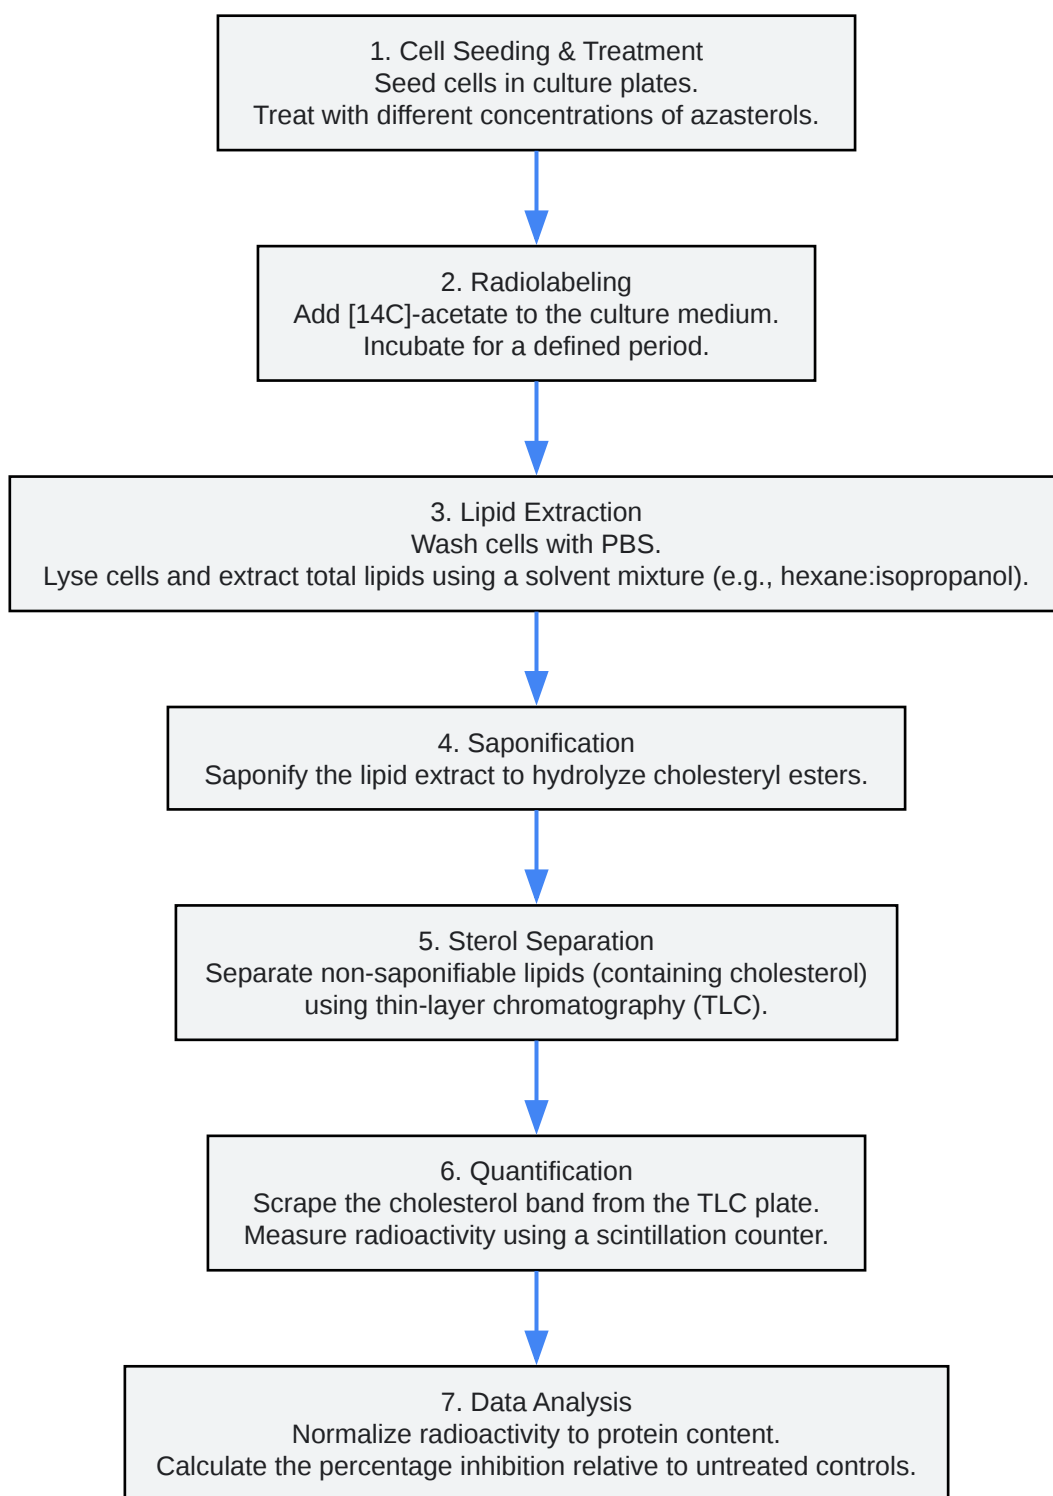 1. Cell Seeding & Treatment
Seed cells in culture plates.
Treat with different concentrations of azasterols.
2. Radiolabeling
Add [14C]-acetate to the culture medium.
Incubate for a defined period.
3. Lipid Extraction
Wash cells with PBS.
Lyse cells and extract total lipids using a solvent mixture (e.g., hexane:isopropanol).
4. Saponification
Saponify the lipid extract to hydrolyze cholesteryl esters.
5. Sterol Separation
Separate non-saponifiable lipids (containing cholesterol)
using thin-layer chromatography (TLC).
6. Quantification
Scrape the cholesterol band from the TLC plate.
Measure radioactivity using a scintillation counter.
7. Data Analysis
Normalize radioactivity to protein content.
Calculate the percentage inhibition relative to untreated controls.